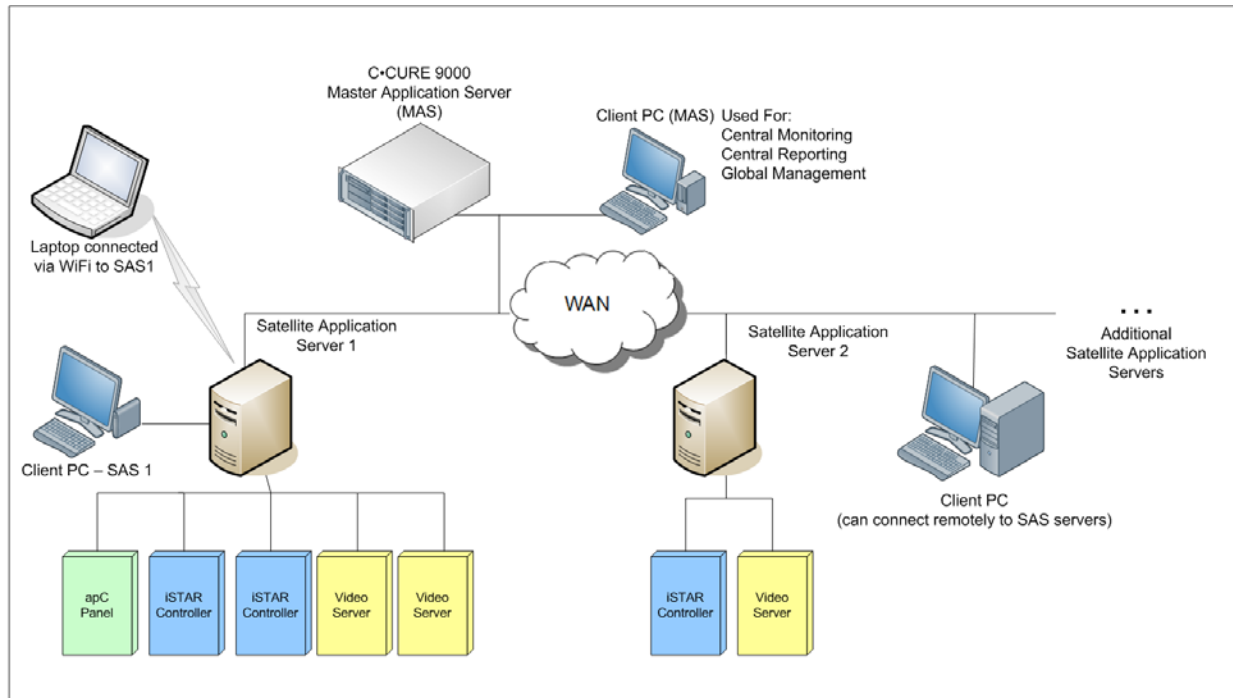 C•CURE 9000
Master Application Server
(MAS)
Client PC (MAS)
Used For:
Central Monitoring
Central Reporting
Global Management
Laptop connected
via WiFi to SAS1
WAN
Satellite Application
Server 1
Satellite Application
Server 2
...
Additional
Satellite Application
Servers
Client PC – SAS 1
Client PC
(can connect remotely to SAS servers)
apC
Panel
iSTAR
Controller
iSTAR
Controller
Video
Server
Video
Server
iSTAR
Controller
Video
Server